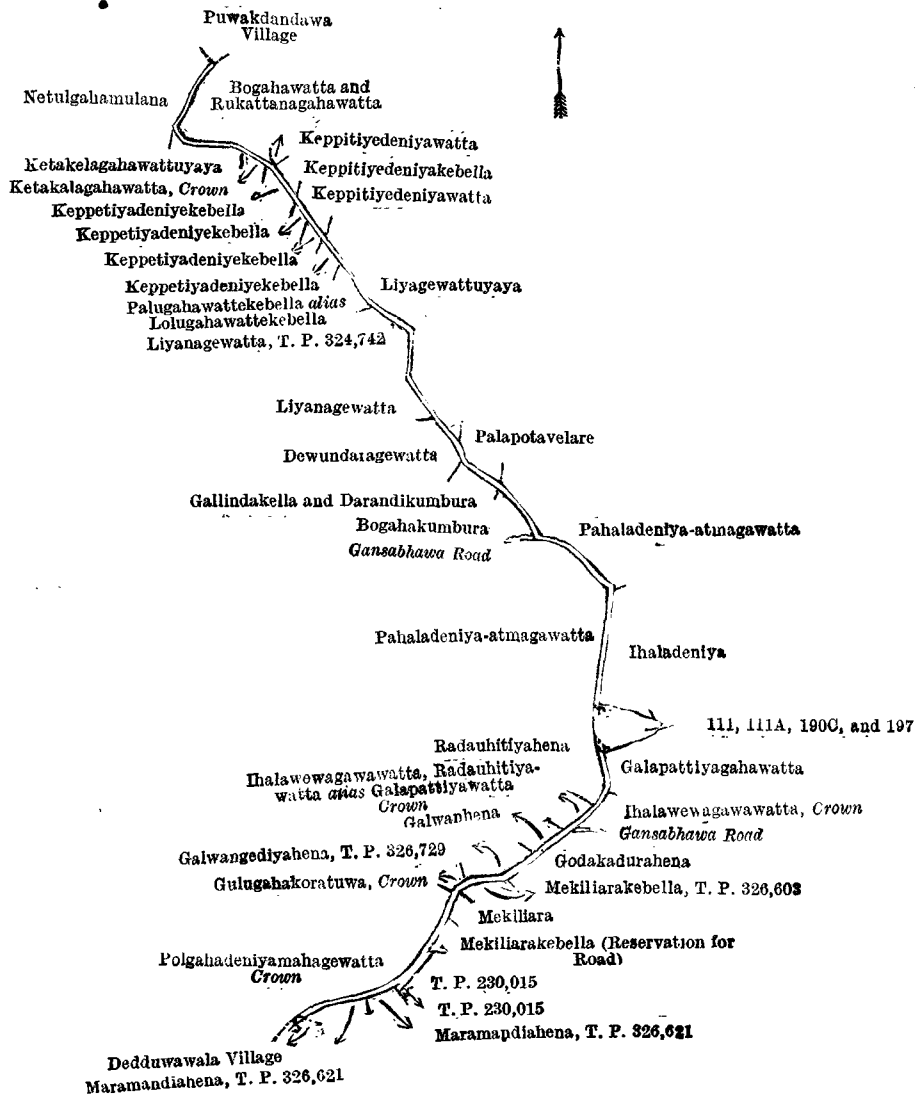 Puwakdandawa
Village
Netulgahamulana
Bogahawatta and
Rukattanagahawatta
Keppitiyedeniyawatta
Ketakelagahawattuyaya
Keppitiyedeniyakebella
Ketakalagahawatta, Crown
Keppitiyedeniyawatta
Keppetiyadeniyekebella
Keppetiyadeniyekebella
Keppetiyadeniyekebella
Keppetiyadeniyekebella
Liyagewattuyaya
Palugahawattekebella alias
Lolugahawattekebella
Liyanagewatta, T. P. 324,742
Liyanagewatta
Palapotavelare
Dewundaragewatta
Gallindakella and Darandikumbura
Bogahakumbura
Pahaladeniya-atmagawatta
Gansabhawa Road
Pahaladeniya-atmagawatta
Ihaladeniya
111, 111A, 190C, and 197
Radauhitiyahena
Galapattiyagahawatta
Ihalawewagawawatta, Radauhitiya-
watta alias Galapattiyawatta
Crown
Ihalawewagawawatta, Crown
Galwanhena
Gansabhawa Road
Galwangediyahena, T. P. 326,729
Godakadurahena
Gulugahakoratuwa, Crown
Mekiliarakebella, T. P. 326,603
Mekiliara
Mekiliarakebella (Reservation for
Road)
Polgahadeniyamahagewatta
Crown
T. P. 230,015
T. P. 230,015
Maramandiahena, T. P. 326,621
Dedduwawala Village
Maramandiahena, T. P. 326,621